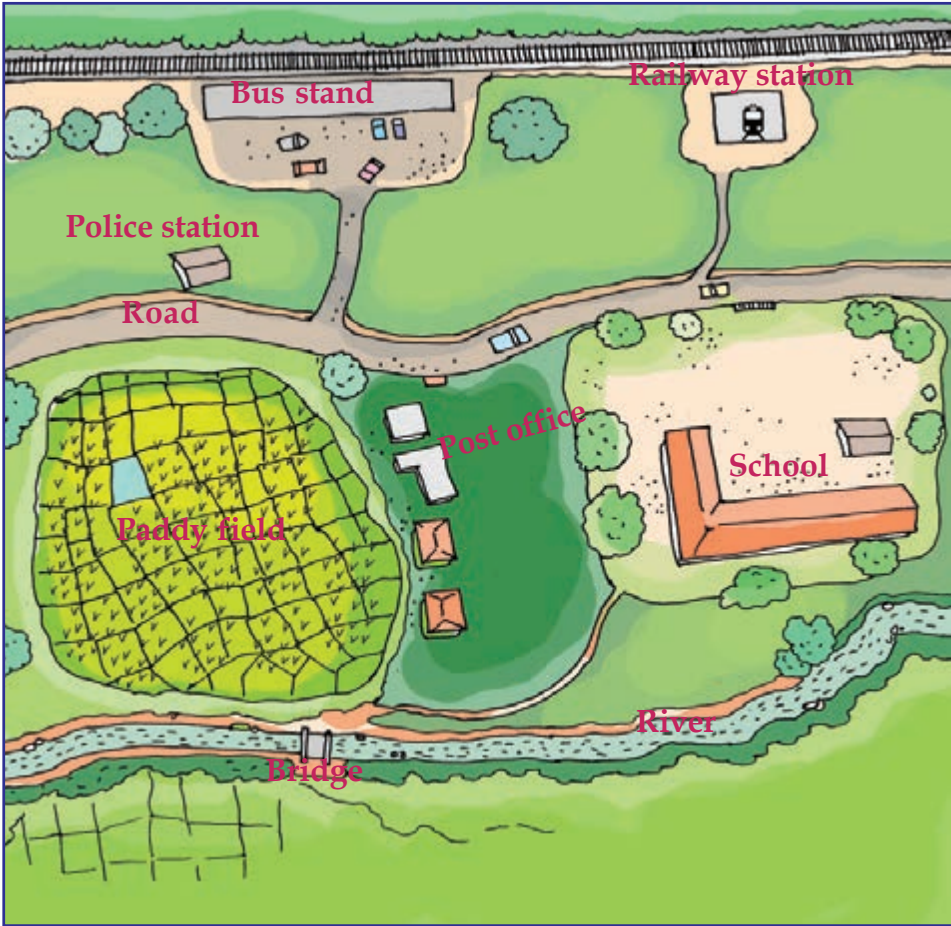 Railway station
Bus stand
Police station
Road
Post office
School
Paddy field
River
Bridge